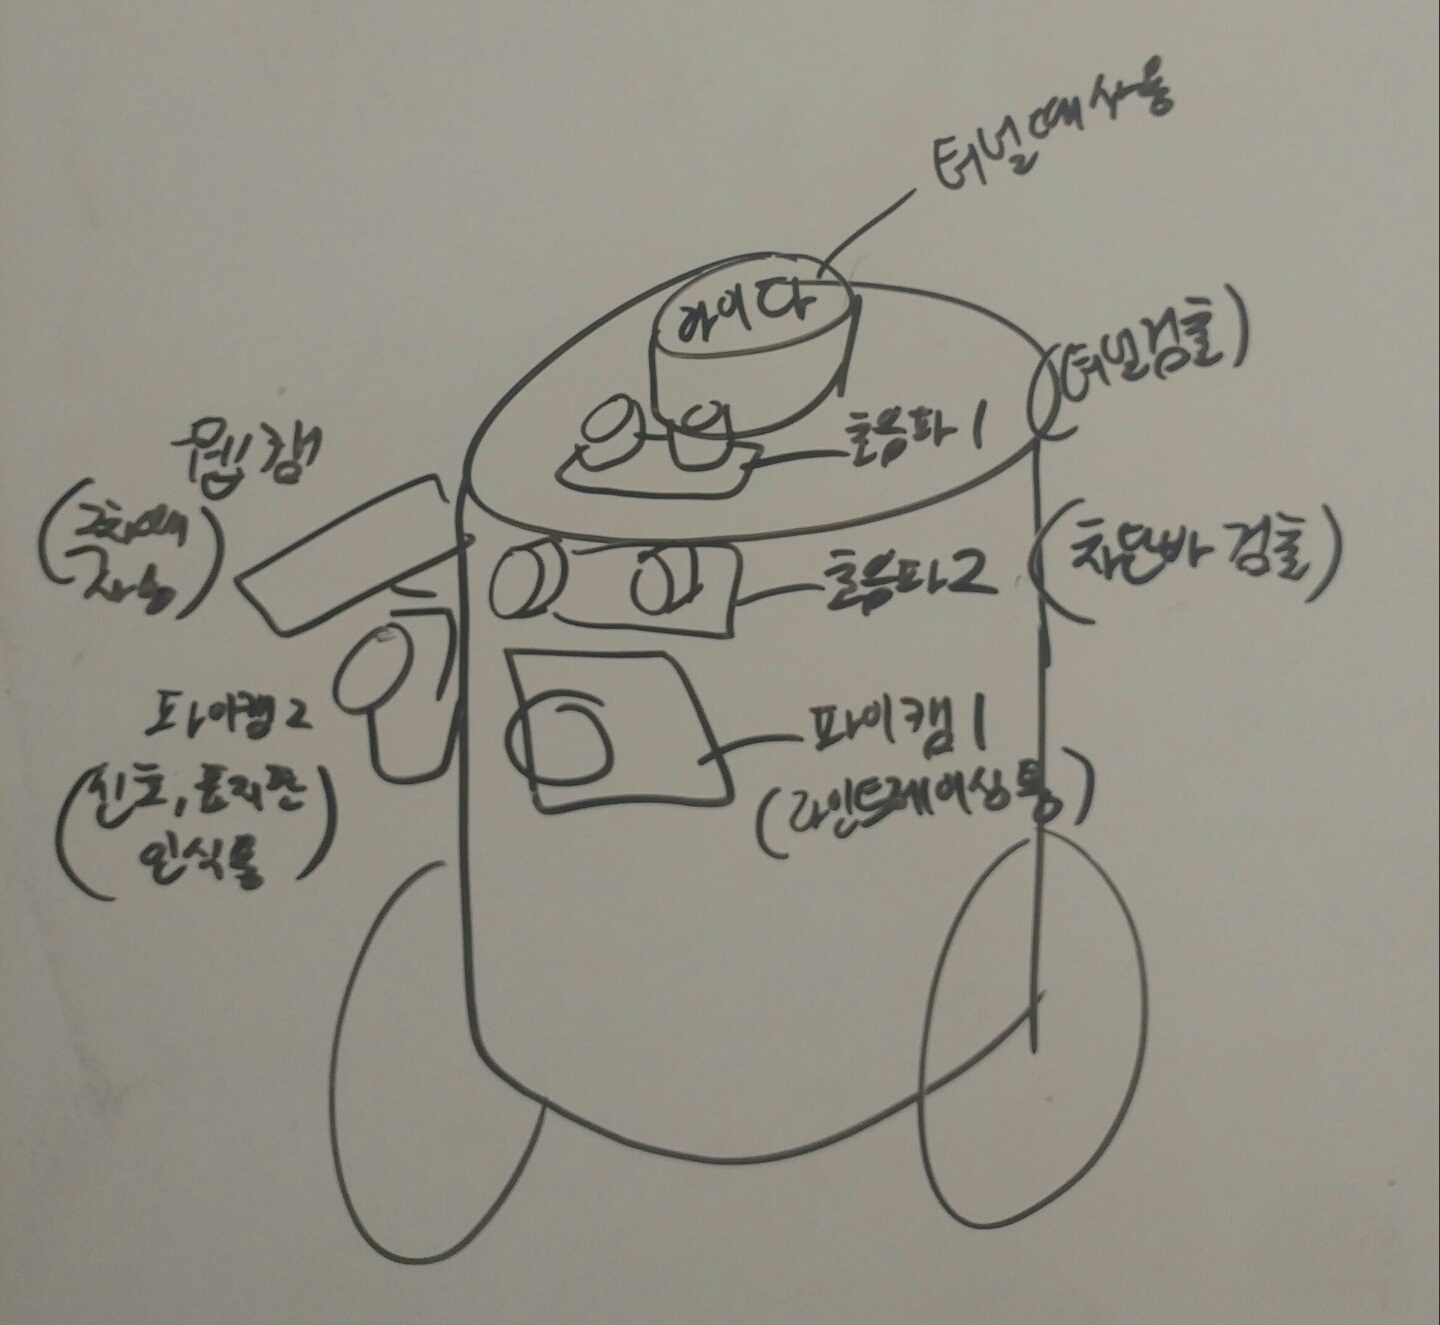 터널때 사용
라이다
(터널검출)
초음파 1
웹캠
(주차때
사용)
초음파2
(차단바 검출)
파이캠 2
(신호, 표지판
인식용)
파이캠 1
(라인트레이싱용)